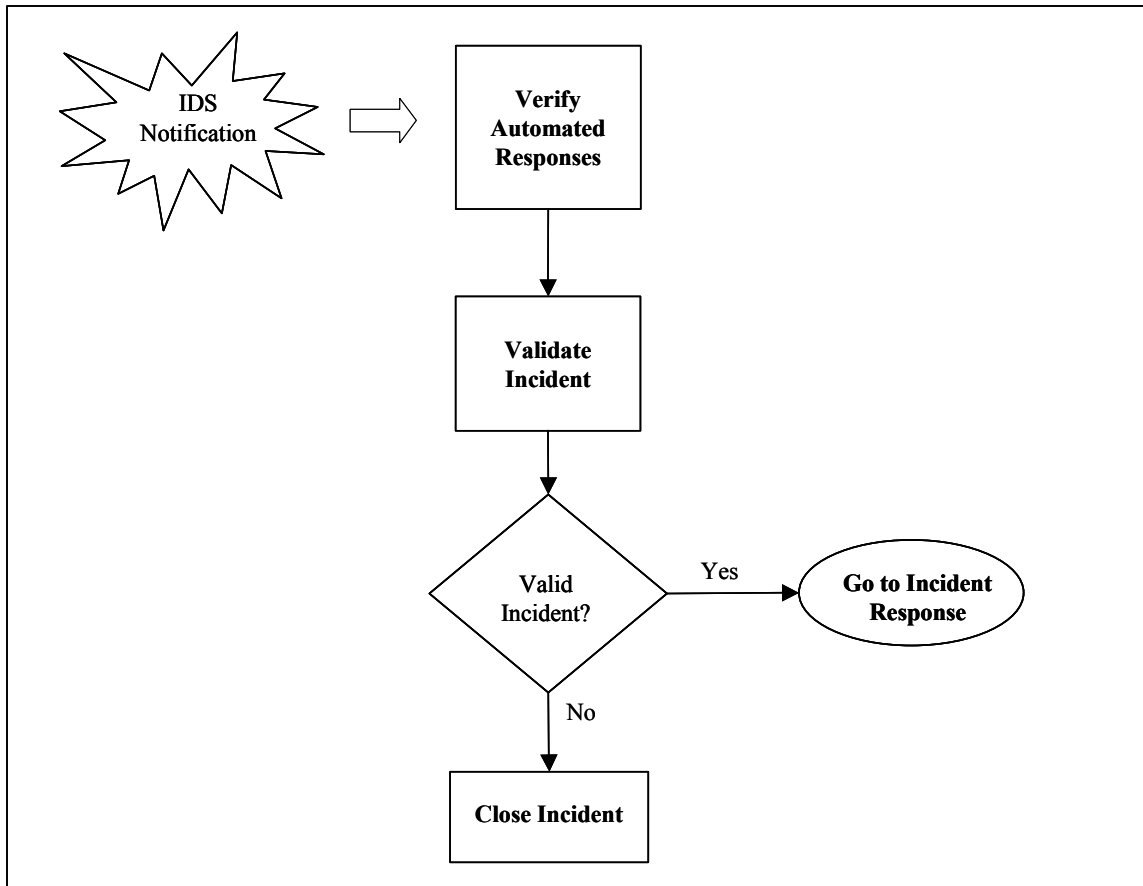 IDS
Notification
Verify
Automated
Responses
Validate
Incident
Valid
Incident?
Yes
Go to Incident
Response
No
Close Incident